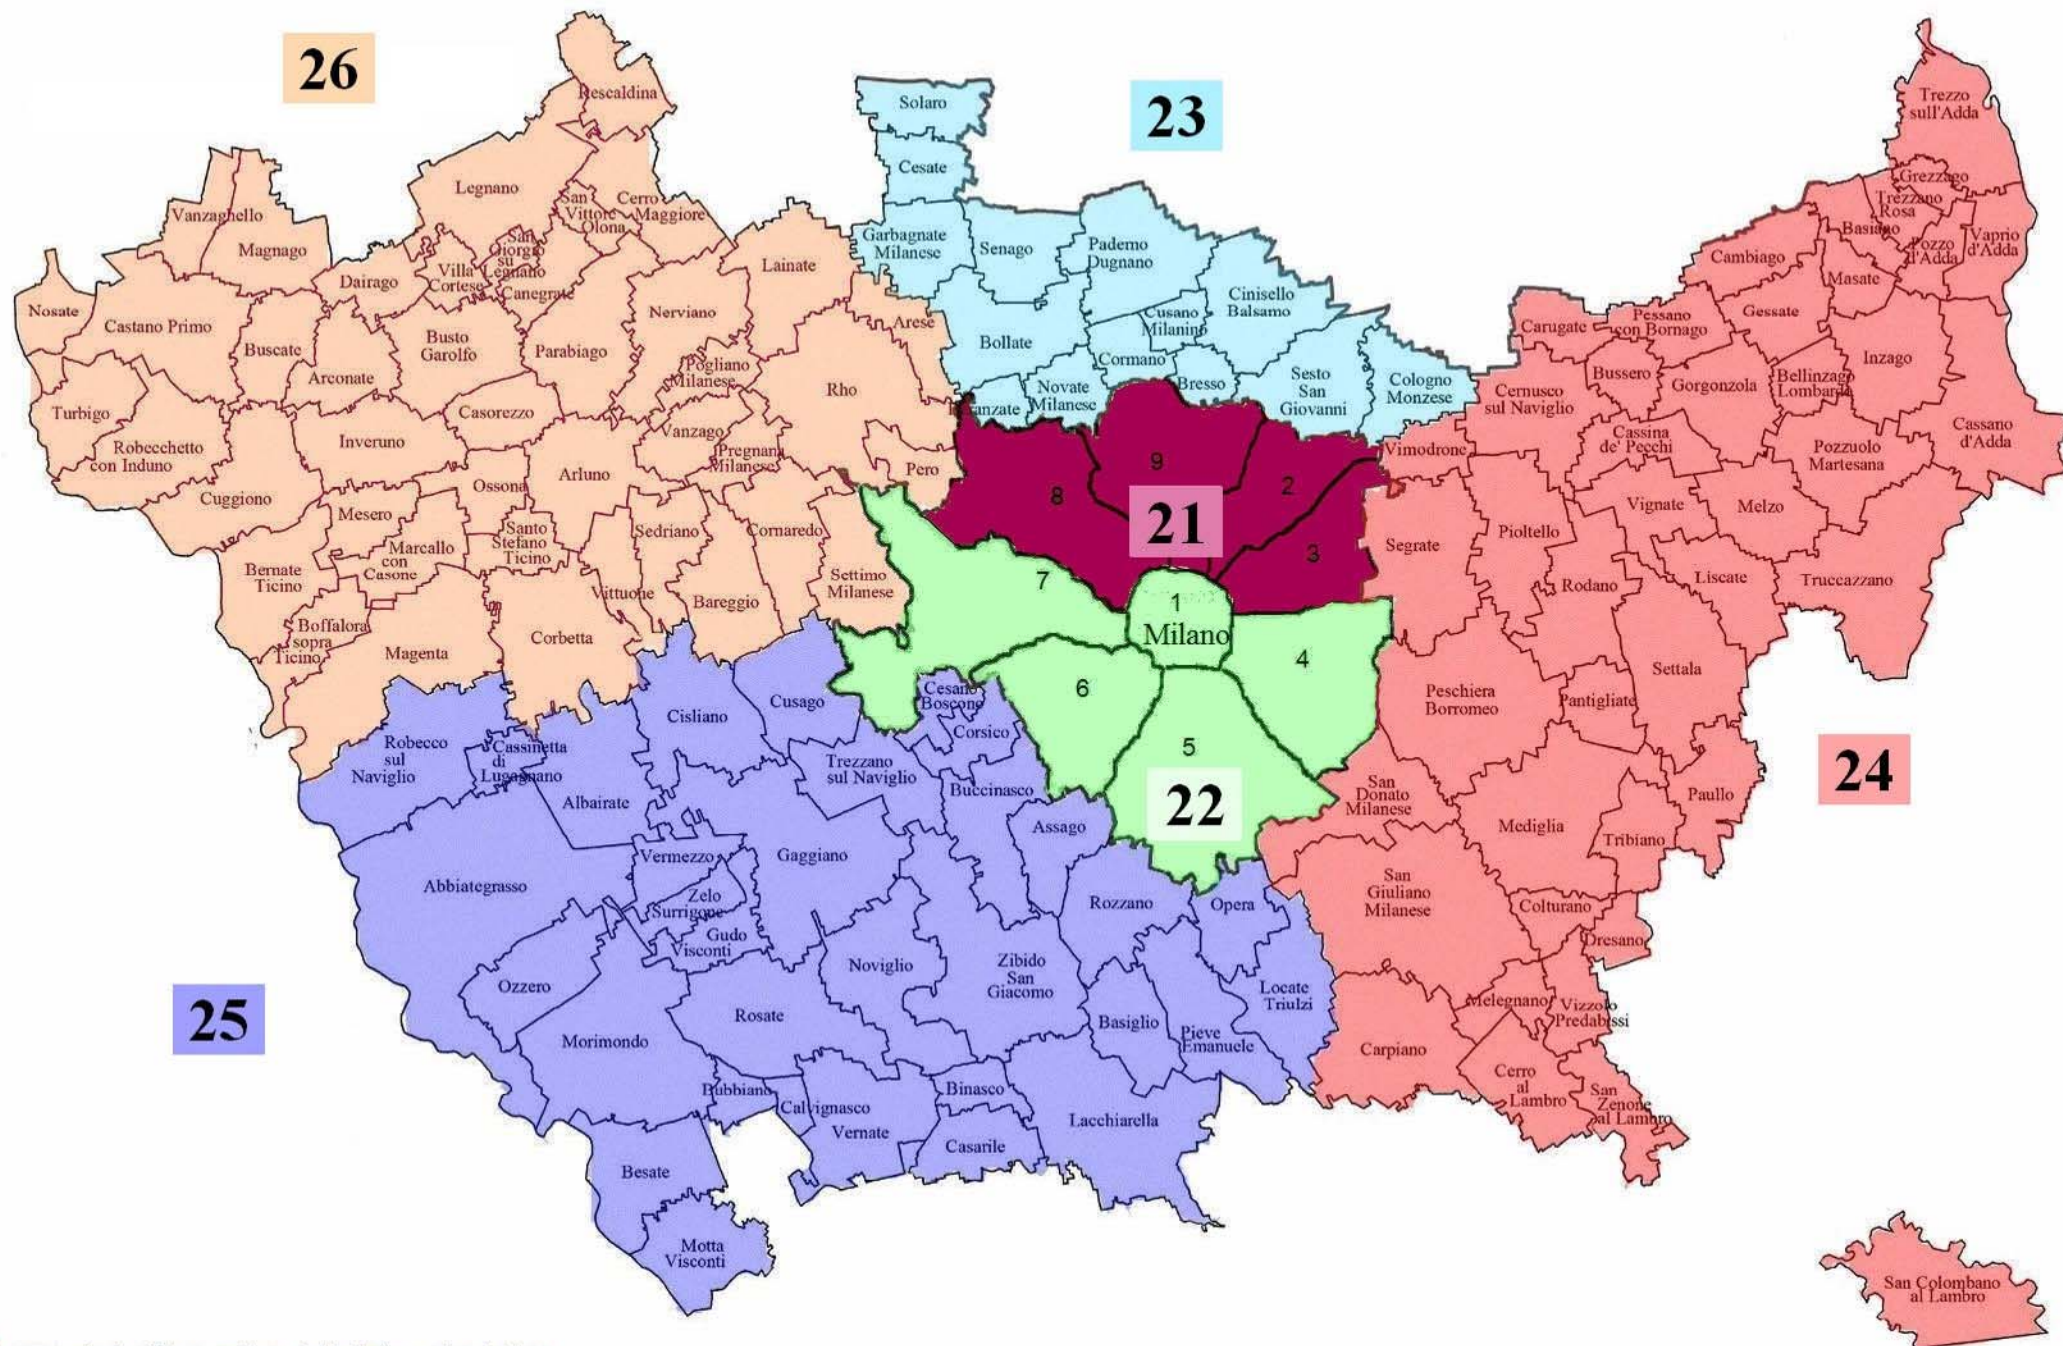 26
Rescaldina
Legnano
San
Vittore
Olona
Cerro
Maggiore
Vanzaghello
Magnago
Dairago
Villa
Cortese
San
Giorgio
su
Legnano
Canegrate
Lainate
Nosate
Castano Primo
Buscate
Arconate
Busto
Garolfo
Parabiago
Nerviano
Pogliano
Milanese
Arese
Rho
Turbigo
Robecchetto
con Induno
Inveruno
Casorezzo
Vanzago
Pregnana
Milanese
Pero
Cuggiono
Ossona
Arluno
Mesero
Marcallo
con
Casone
Santo
Stefano
Ticino
Sedriano
Cornaredo
Bernate
Ticino
Vittuone
Bareggio
Settimo
Milanese
Boffalora
sopra
Ticino
Magenta
Corbetta
23
Solaro
Cesate
Garbagnate
Milanese
Senago
Paderno
Dugnano
Cinisello
Balsamo
Bollate
Cusano
Milanino
Cormano
Bresso
Novate
Milanese
Sesto
San
Giovanni
Cologno
Monzese
21
8
9
2
3
22
7
1
Milano
4
6
5
24
Trezzo
sull'Adda
Grezzago
Trezzano
Rosa
Basiano
Pozzo
d'Adda
Vaprio
d'Adda
Cambiago
Masate
Gessate
Carugate
Pessano
con Bornago
Inzago
Bussero
Gorgonzola
Bellinzago
Lombardo
Cernusco
sul Naviglio
Cassina
de' Pecchi
Cassano
d'Adda
Vimodrone
Pozzuolo
Martesana
Vignate
Melzo
Segrate
Pioltello
Rodano
Liscate
Truccazzano
Settala
Peschiera
Borromeo
Pantigliate
San
Donato
Milanese
Mediglia
Paullo
Tribiano
San
Giuliano
Milanese
Colturano
Dresano
Melegnano
Vizzolo
Predabissi
Carpiano
Cerro
al
Lambro
San
Zenone
al Lambro
San Colombano
al Lambro
25
Robecco
sul
Naviglio
Cassinetta
di
Lugagnano
Albairate
Cisliano
Cusago
Cesano
Boscone
Corsico
Trezzano
sul Naviglio
Buccinasco
Assago
Abbiategrasso
Vermezzo
Gaggiano
Zelo
Surrigone
Gudo
Visconti
Rozzano
Opera
Ozzero
Noviglio
Zibido
San
Giacomo
Locate
Triulzi
Morimondo
Rosate
Basiglio
Pieve
Emanuele
Bubbiano
Calvignasco
Vernate
Binasco
Casarile
Lacchiarella
Besate
Motta
Visconti